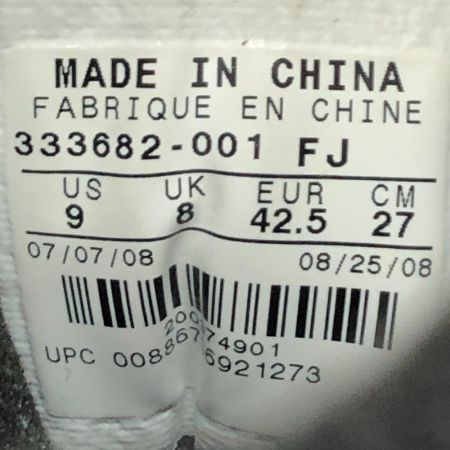 MADE IN CHINA
FABRIQUE EN CHINE
333682-001 FJ
US UK EUR CM
9 8 42.5 27
07/07/08 08/25/08
UPC